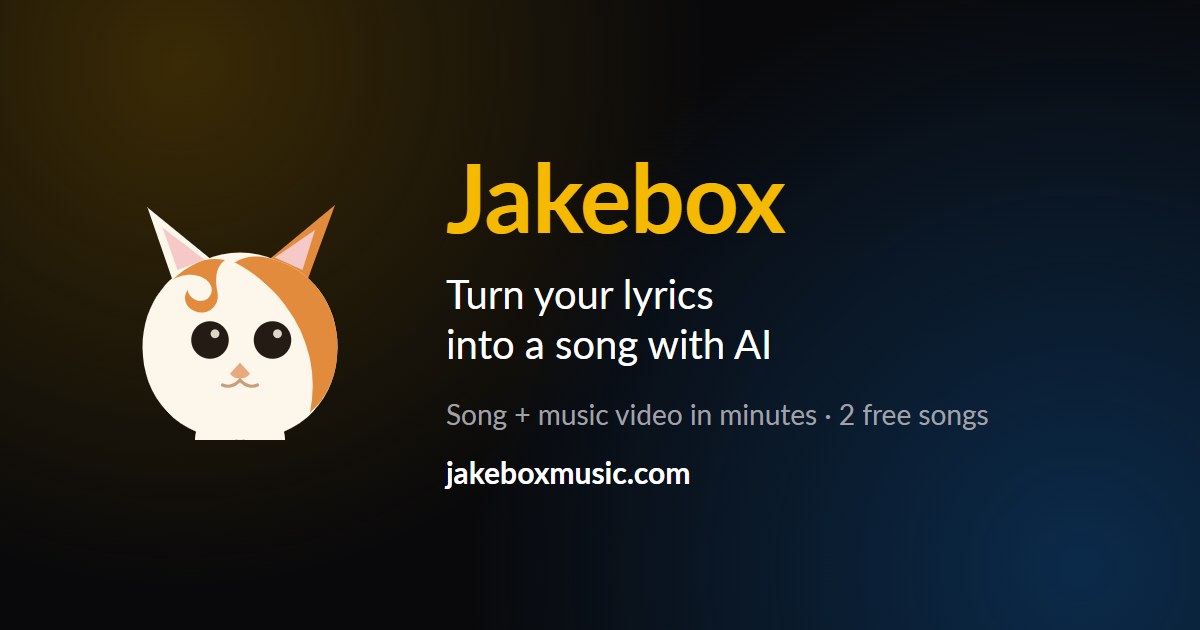 Jakebox
Turn your lyrics
into a song with AI
Song + music video in minutes · 2 free songs
jakeboxmusic.com